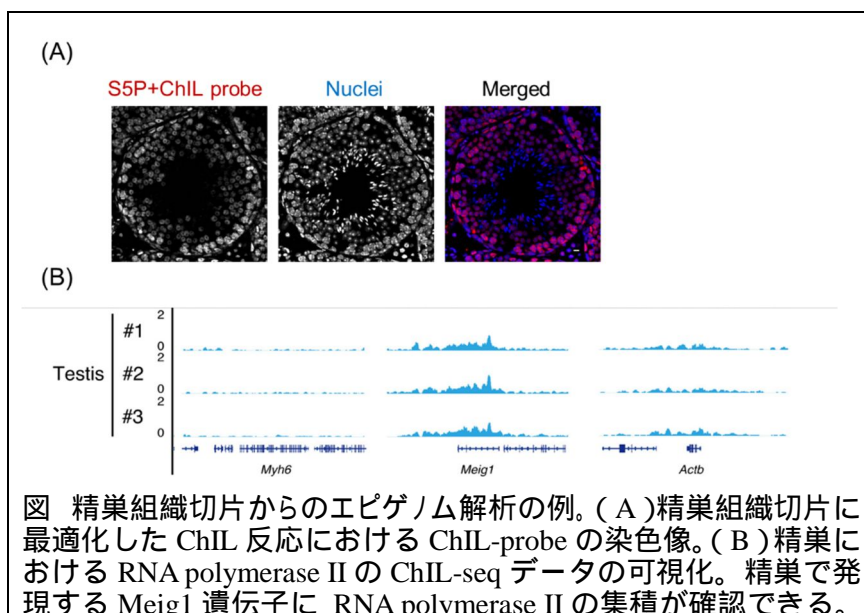 (A)
S5P+ChIL probe Nuclei Merged
(B)
Testis
#1 2 0
#2 2 0
#3 2 0
Myh6 Meig1 Actb
図 精巣組織切片からのエピゲノム解析の例。(A)精巣組織切片に
最適化した ChIL 反応における ChIL-probe の染色像。(B)精巣に
おける RNA polymerase II の ChIL-seq データの可視化。精巣で発
現する Meig1 遺伝子に RNA polymerase II の集積が確認できる。